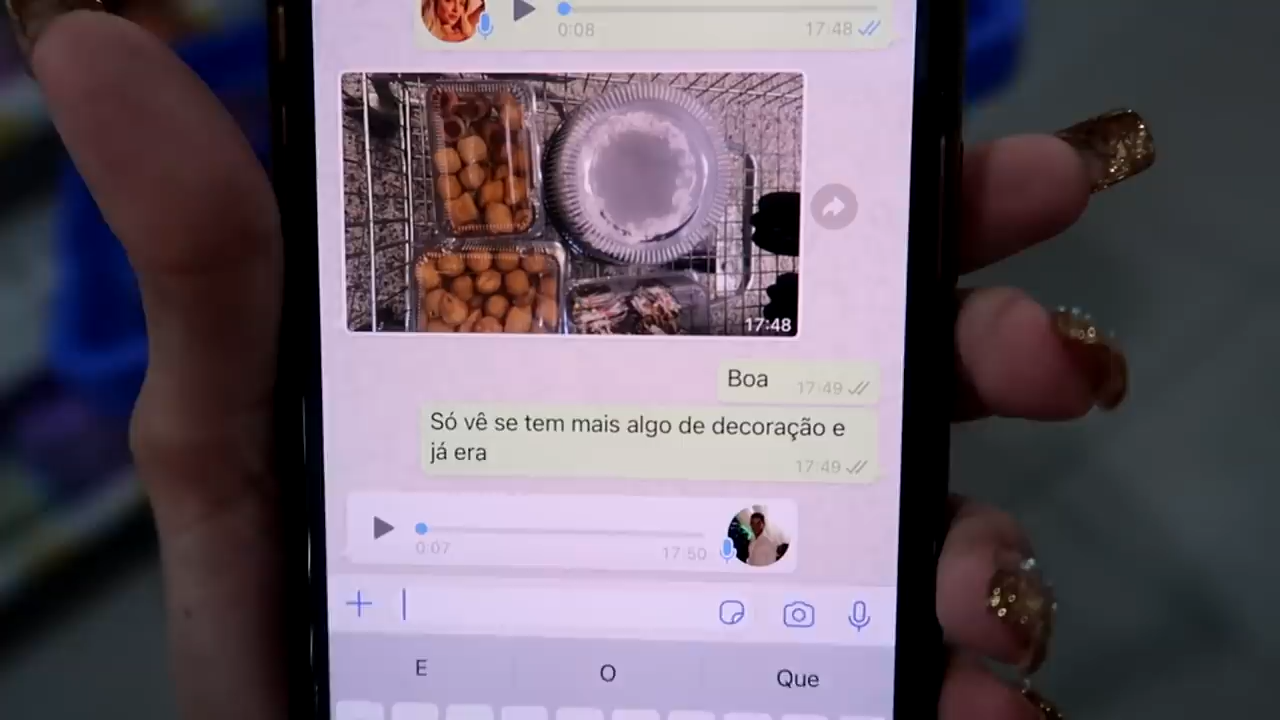 0:08
17:48
17:48
Boa
17:49
Só vê se tem mais algo de decoração e
já era
17:49
0:07
17:50
E
O
Que